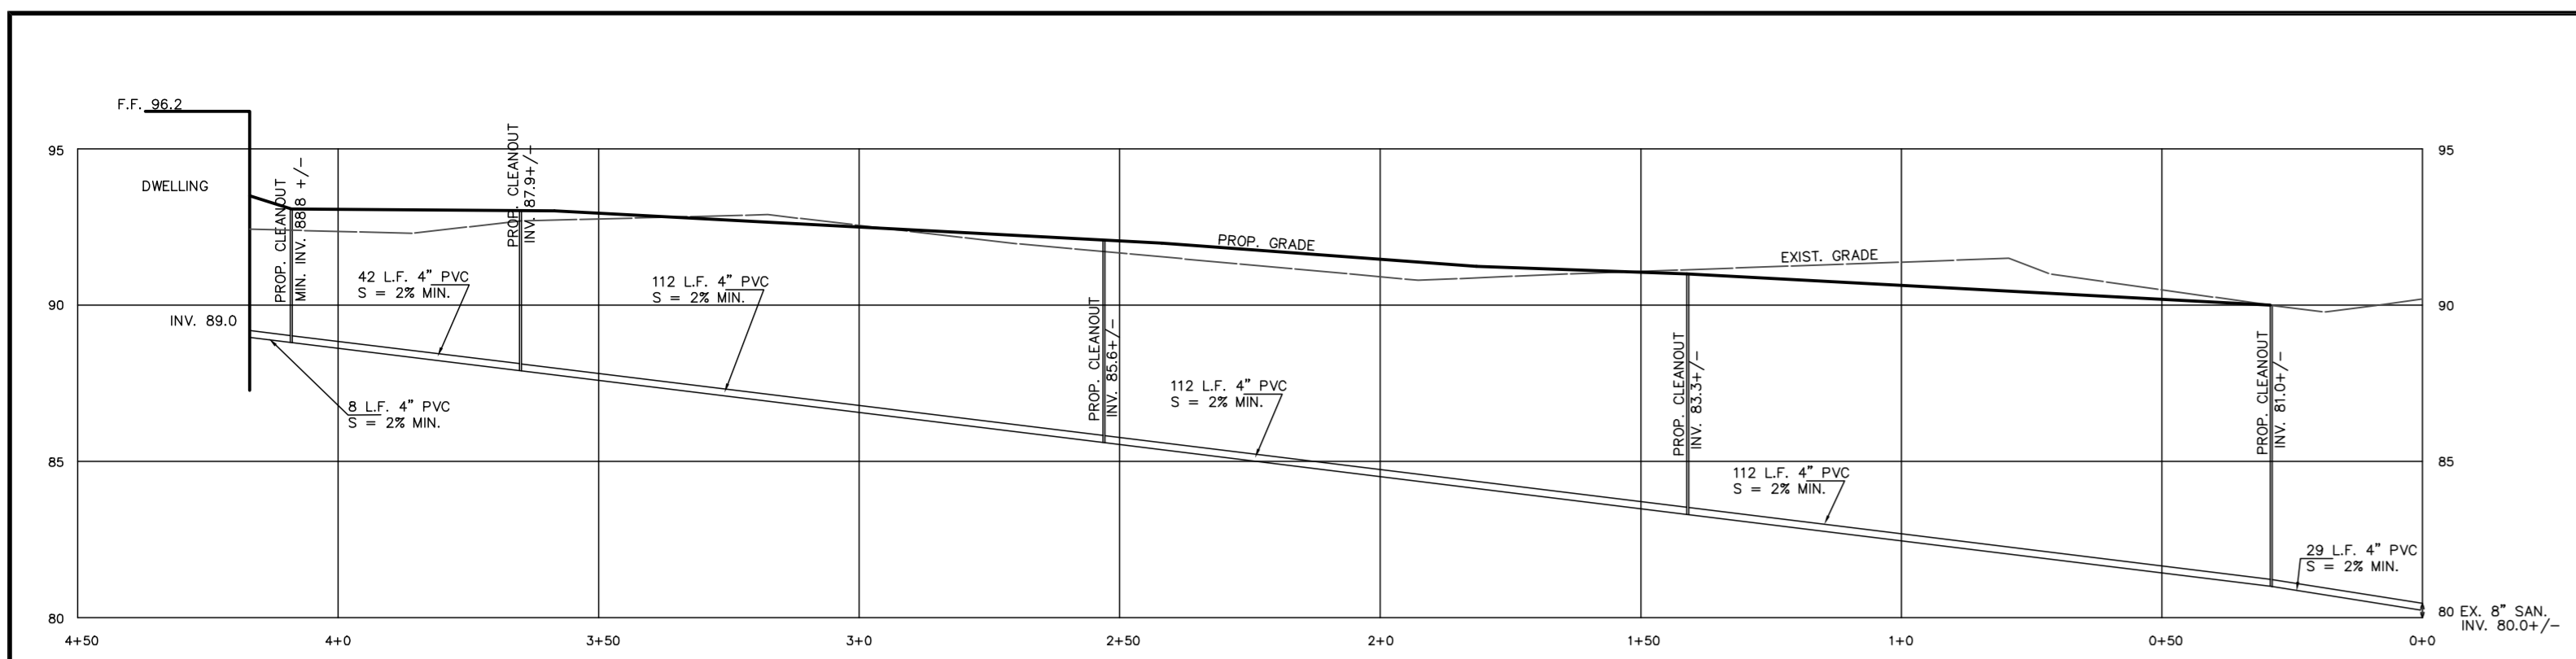 F.F. 96.2
95
95
DWELLING
PROP. CLEANOUT
MIN. INV. 88.8 +/-
PROP. CLEANOUT
INV. 87.9+/-
PROP. GRADE
EXIST. GRADE
42 L.F. 4" PVC
S = 2% MIN.
112 L.F. 4" PVC
S = 2% MIN.
90
90
INV. 89.0
PROP. CLEANOUT
INV. 85.6+/-
PROP. CLEANOUT
INV. 83.3+/-
PROP. CLEANOUT
INV. 81.0+/-
8 L.F. 4" PVC
S = 2% MIN.
112 L.F. 4" PVC
S = 2% MIN.
85
85
112 L.F. 4" PVC
S = 2% MIN.
29 L.F. 4" PVC
S = 2% MIN.
80
80 EX. 8" SAN.
INV. 80.0+/-
4+50 4+0 3+50 3+0 2+50 2+0 1+50 1+0 0+50 0+0